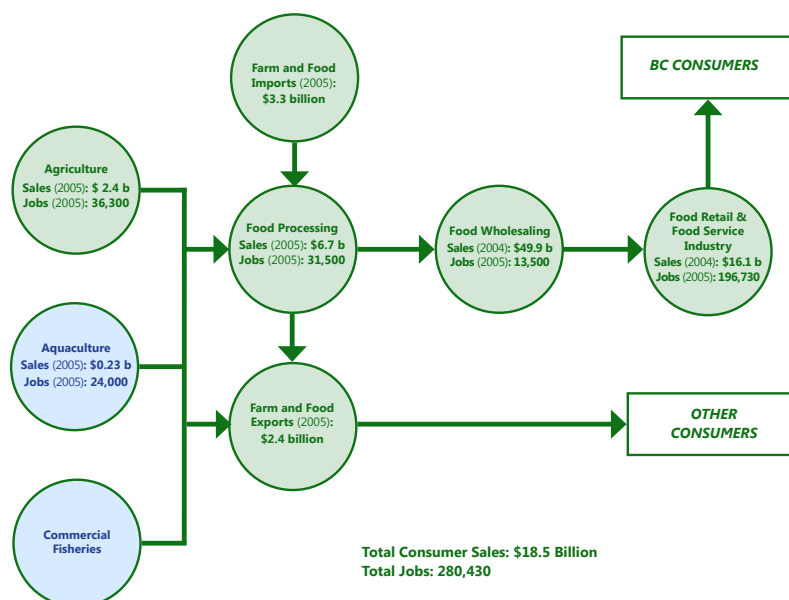 Farm and Food
Imports (2005):
$3.3 billion
BC CONSUMERS
Agriculture
Sales (2005): $ 2.4 b
Jobs (2005): 36,300
Food Processing
Sales (2005): $6.7 b
Jobs (2005): 31,500
Food Wholesaling
Sales (2004): $49.9 b
Jobs (2005): 13,500
Food Retail &
Food Service
Industry
Sales (2004): $16.1 b
Jobs (2005): 196,730
Aquaculture
Sales (2005): $0.23 b
Jobs (2005): 24,000
Farm and Food
Exports (2005):
$2.4 billion
OTHER
CONSUMERS
Commercial
Fisheries
Total Consumer Sales: $18.5 Billion
Total Jobs: 280,430